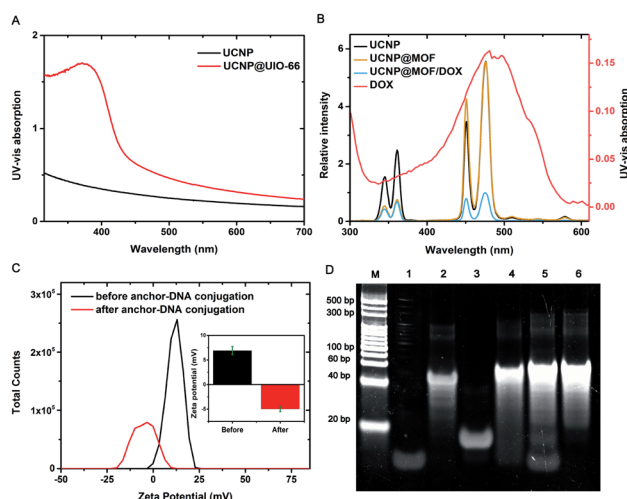 A
UCNP
UCNP@UIO-66
UV-vis absorption
2
1
0
400 500 600 700
Wavelength (nm)
B
UCNP
UCNP@MOF
UCNP@MOF/DOX
DOX
Relative intensity
6
4
2
0
300 400 500 600
Wavelength (nm)
0.15
0.10
0.05
0.00
UV-vis absorption
C
before anchor-DNA conjugation
after anchor-DNA conjugation
Total Counts
3x10⁵
2x10⁵
1x10⁵
0
-50 -25 0 25 50 75
Zeta Potential (mV)
Zeta potential (mV)
10
5
0
-5
Before After
D
M 1 2 3 4 5 6
500 bp
300 bp
100 bp
60 bp
40 bp
20 bp